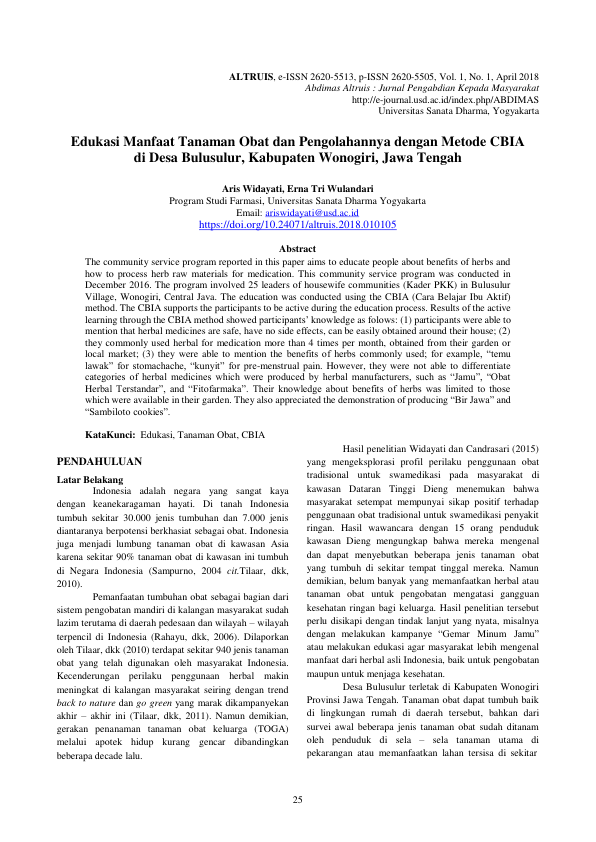 ALTRUIS, e-ISSN 2620-5513, p-ISSN 2620-5505, Vol. 1, No. 1, April 2018
Abdimas Altruis : Jurnal Pengabdian Kepada Masyarakat
http://e-journal.usd.ac.id/index.php/ABDIMAS
Universitas Sanata Dharma, Yogyakarta
Edukasi Manfaat Tanaman Obat dan Pengolahannya dengan Metode CBIA
di Desa Bulusulur, Kabupaten Wonogiri, Jawa Tengah
Aris Widayati, Erna Tri Wulandari
Program Studi Farmasi, Universitas Sanata Dharma Yogyakarta
Email: ariswidayati@usd.ac.id
https://doi.org/10.24071/altruis.2018.010105
Abstract
The community service program reported in this paper aims to educate people about benefits of herbs and
how to process herb raw materials for medication. This community service program was conducted in
December 2016. The program involved 25 leaders of housewife communities (Kader PKK) in Bulusulur
Village, Wonogiri, Central Java. The education was conducted using the CBIA (Cara Belajar Ibu Aktif)
method. The CBIA supports the participants to be active during the education process. Results of the active
learning through the CBIA method showed participants' knowledge as folows: (1) participants were able to
mention that herbal medicines are safe, have no side effects, can be easily obtained around their house; (2)
they commonly used herbal for medication more than 4 times per month, obtained from their garden or
local market; (3) they were able to mention the benefits of herbs commonly used; for example, “temu
lawak” for stomachache, “kunyit” for pre-menstrual pain. However, they were not able to differentiate
categories of herbal medicines which were produced by herbal manufacturers, such as “Jamu”, “Obat
Herbal Terstandar”, and “Fitofarmaka”. Their knowledge about benefits of herbs was limited to those
which were available in their garden. They also appreciated the demonstration of producing “Bir Jawa” and
“Sambiloto cookies”.
KataKunci: Edukasi, Tanaman Obat, CBIA
PENDAHULUAN
Latar Belakang
Indonesia adalah negara yang sangat kaya
dengan keanekaragaman hayati. Di tanah Indonesia
tumbuh sekitar 30.000 jenis tumbuhan dan 7.000 jenis
diantaranya berpotensi berkhasiat sebagai obat. Indonesia
juga menjadi lumbung tanaman obat di kawasan Asia
karena sekitar 90% tanaman obat di kawasan ini tumbuh
di Negara Indonesia (Sampurno, 2004 cit.Tilaar, dkk,
2010).
Pemanfaatan tumbuhan obat sebagai bagian dari
sistem pengobatan mandiri di kalangan masyarakat sudah
lazim terutama di daerah pedesaan dan wilayah – wilayah
terpencil di Indonesia (Rahayu, dkk, 2006). Dilaporkan
oleh Tilaar, dkk (2010) terdapat sekitar 940 jenis tanaman
obat yang telah digunakan oleh masyarakat Indonesia.
Kecenderungan perilaku penggunaan herbal makin
meningkat di kalangan masyarakat seiring dengan trend
back to nature dan go green yang marak dikampanyekan
akhir – akhir ini (Tilaar, dkk, 2011). Namun demikian,
gerakan penanaman tanaman obat keluarga (TOGA)
melalui apotek hidup kurang gencar dibandingkan
beberapa decade lalu.
Hasil penelitian Widayati dan Candrasari (2015)
yang mengeksplorasi profil perilaku penggunaan obat
tradisional untuk swamedikasi pada masyarakat di
kawasan Dataran Tinggi Dieng menemukan bahwa
masyarakat setempat mempunyai sikap positif terhadap
penggunaan obat tradisional untuk swamedikasi penyakit
ringan. Hasil wawancara dengan 15 orang penduduk
kawasan Dieng mengungkap bahwa mereka mengenal
dan dapat menyebutkan beberapa jenis tanaman obat
yang tumbuh di sekitar tempat tinggal mereka. Namun
demikian, belum banyak yang memanfaatkan herbal atau
tanaman obat untuk pengobatan mengatasi gangguan
kesehatan ringan bagi keluarga. Hasil penelitian tersebut
perlu disikapi dengan tindak lanjut yang nyata, misalnya
dengan melakukan kampanye “Gemar Minum Jamu”
atau melakukan edukasi agar masyarakat lebih mengenal
manfaat dari herbal asli Indonesia, baik untuk pengobatan
maupun untuk menjaga kesehatan.
Desa Bulusulur terletak di Kabupaten Wonogiri
Provinsi Jawa Tengah. Tanaman obat dapat tumbuh baik
di lingkungan rumah di daerah tersebut, bahkan dari
survei awal beberapa jenis tanaman obat sudah ditanam
oleh penduduk di sela – sela tanaman utama di
pekarangan atau memanfaatkan lahan tersisa di sekitar
25